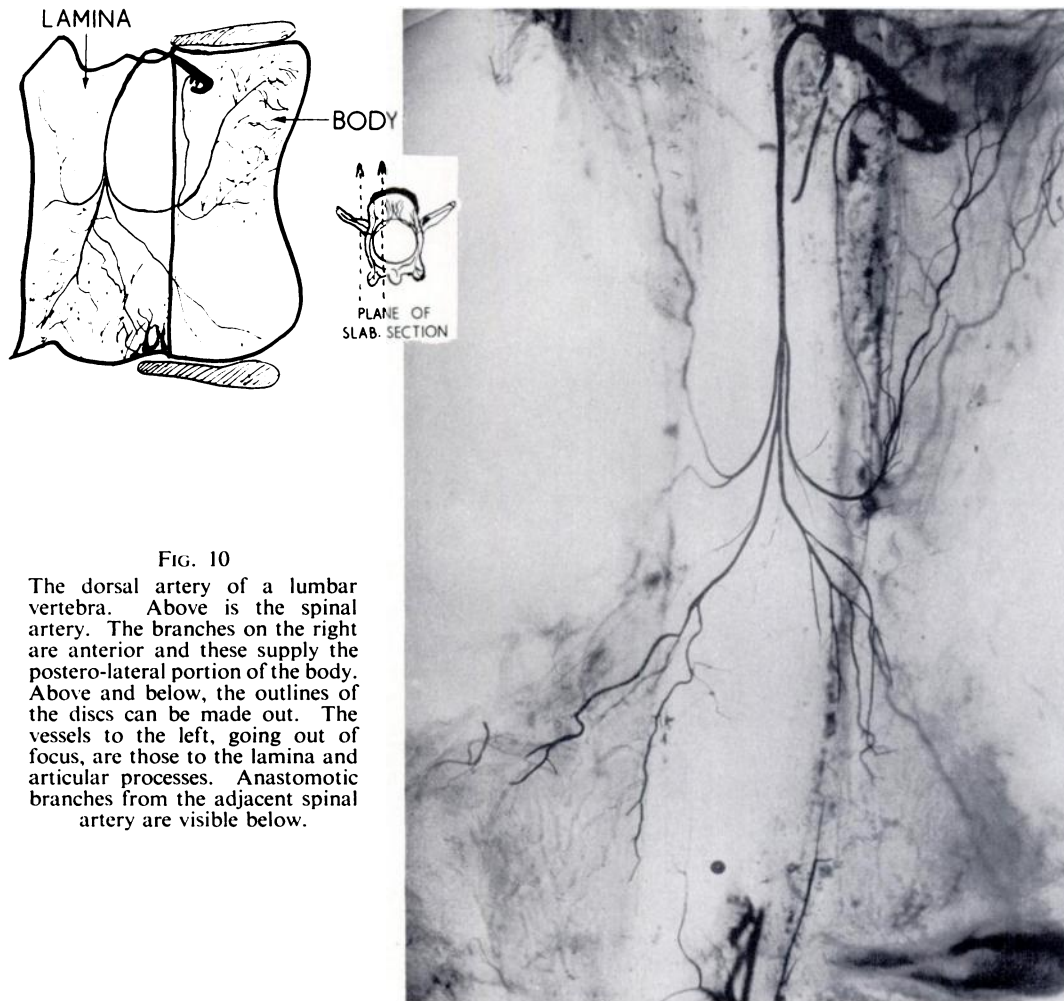 LAMINA
BODY
PLANE OF
SLAB. SECTION
FIG. 10
The dorsal artery of a lumbar
vertebra. Above is the spinal
artery. The branches on the right
are anterior and these supply the
postero-lateral portion of the body.
Above and below, the outlines of
the discs can be made out. The
vessels to the left, going out of
focus, are those to the lamina and
articular processes. Anastomotic
branches from the adjacent spinal
artery are visible below.